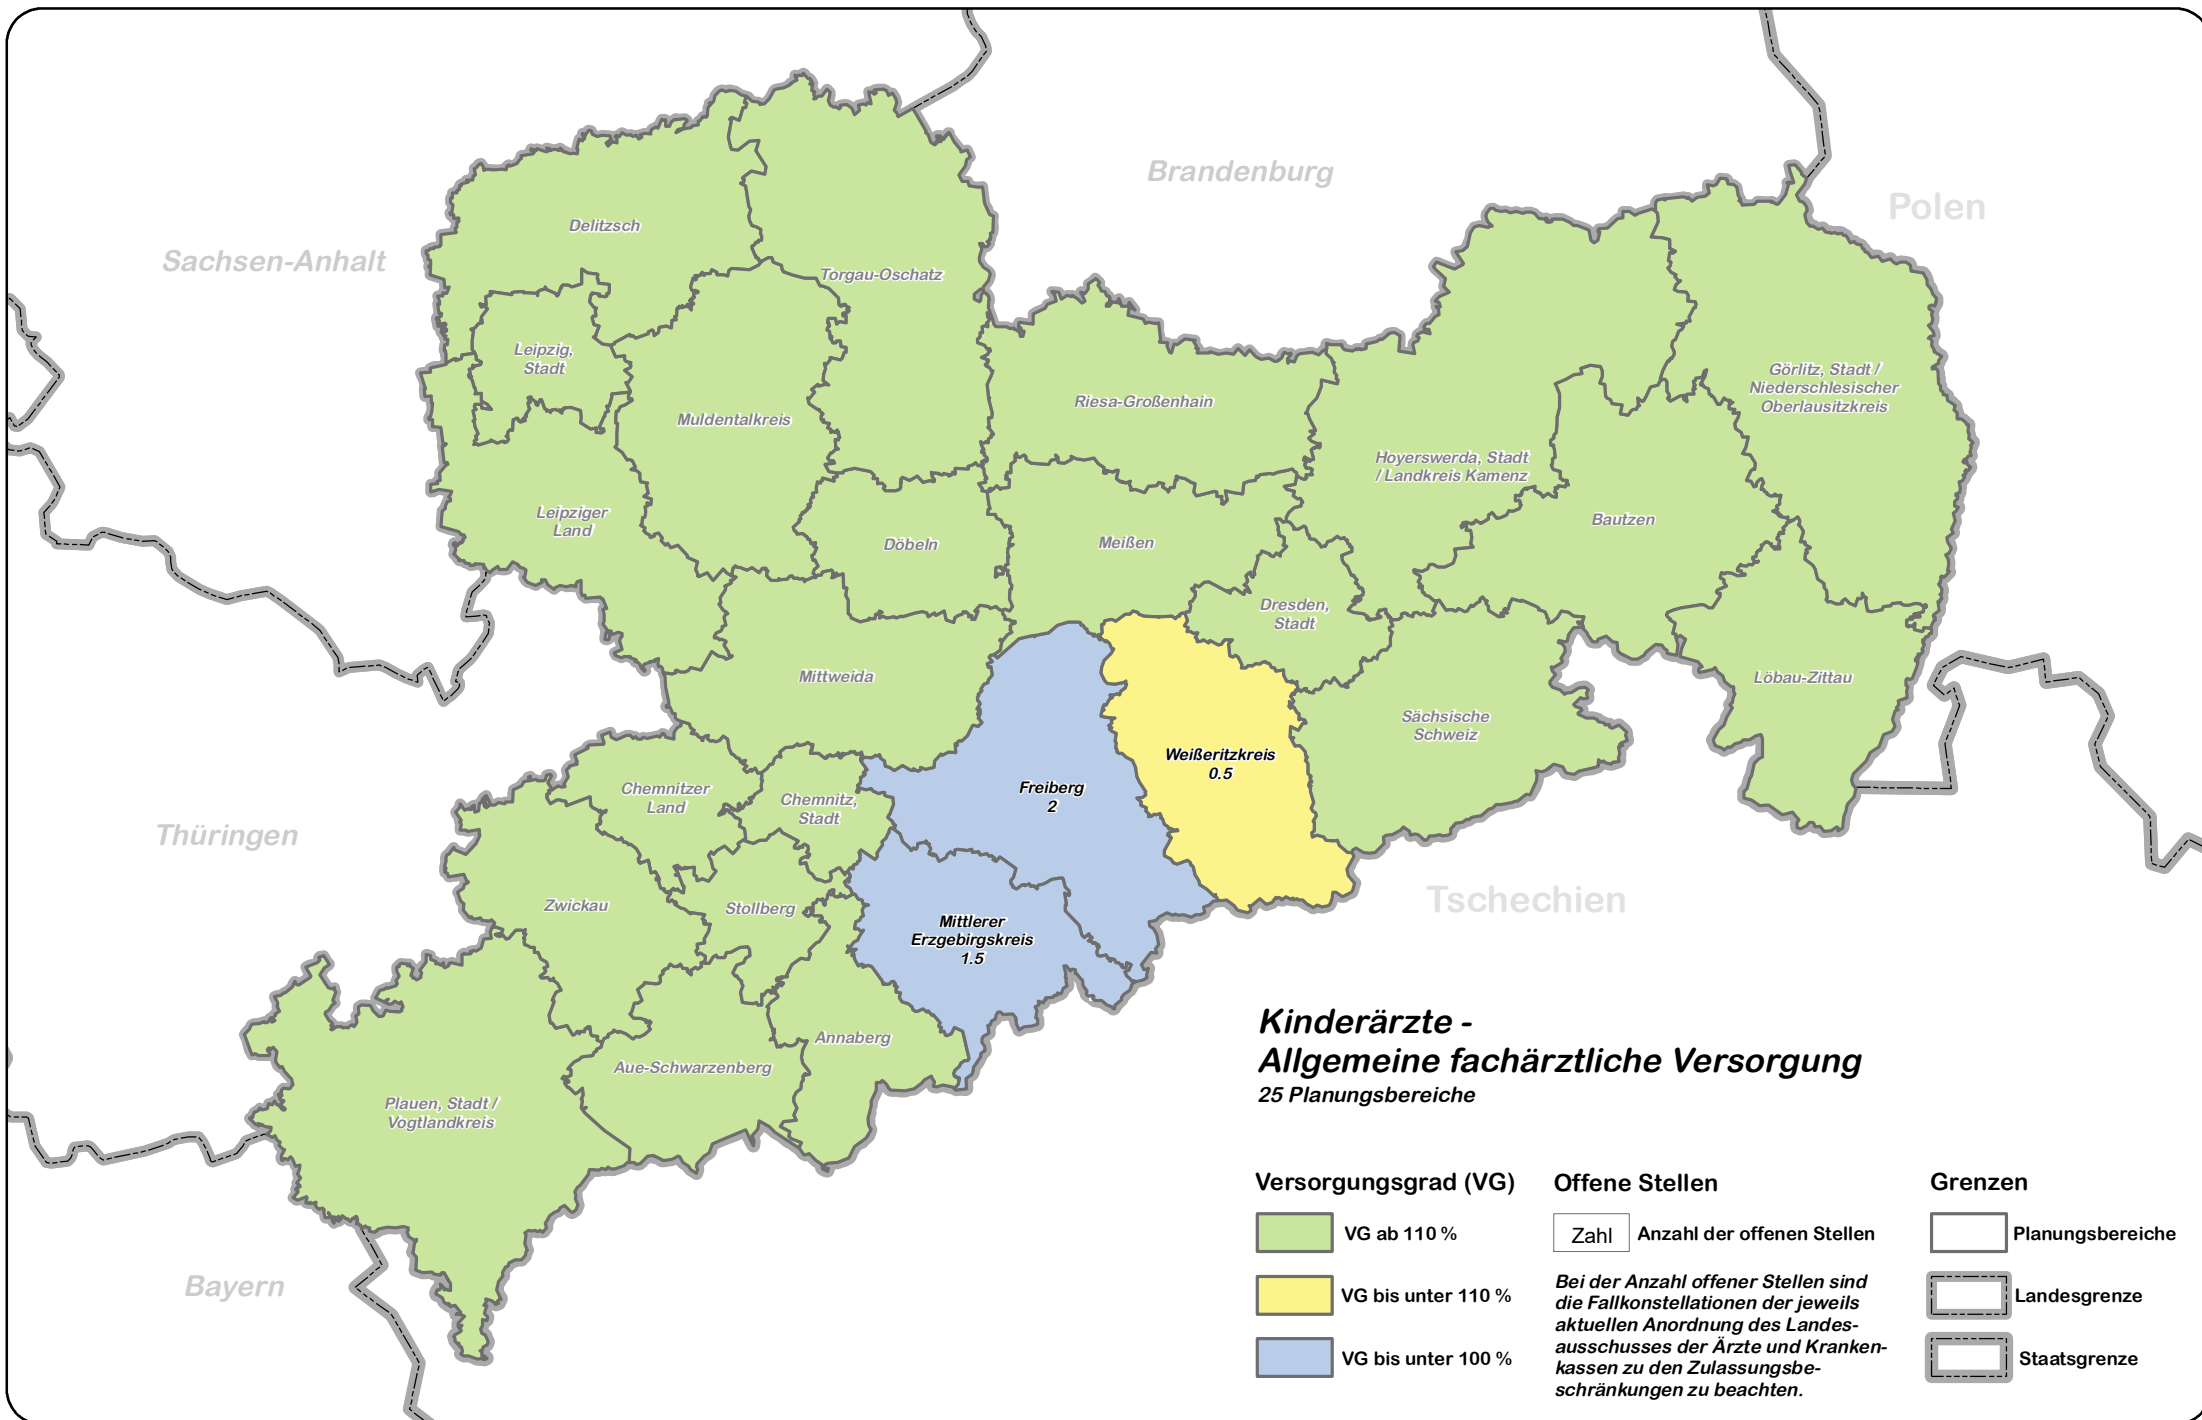 Brandenburg
Polen
Sachsen-Anhalt
Delitzsch
Torgau-Oschatz
Leipzig,
Stadt
Muldentalkreis
Riesa-Großenhain
Görlitz, Stadt /
Niederschlesischer
Oberlausitzkreis
Hoyerswerda, Stadt
/ Landkreis Kamenz
Leipziger
Land
Döbeln
Meißen
Bautzen
Dresden,
Stadt
Mittweida
Löbau-Zittau
Sächsische
Schweiz
Weißeritzkreis
0.5
Freiberg
2
Chemnitzer
Land
Chemnitz,
Stadt
Thüringen
Zwickau
Stollberg
Mittlerer
Erzgebirgskreis
1.5
Tschechien
Annaberg
Aue-Schwarzenberg
Plauen, Stadt /
Vogtlandkreis
Bayern
Kinderärzte -
Allgemeine fachärztliche Versorgung
25 Planungsbereiche
Versorgungsgrad (VG)
VG ab 110 %
VG bis unter 110 %
VG bis unter 100 %
Offene Stellen
Zahl
Anzahl der offenen Stellen
Bei der Anzahl offener Stellen sind
die Fallkonstellationen der jeweils
aktuellen Anordnung des Landes-
ausschusses der Ärzte und Kranken-
kassen zu den Zulassungsbe-
schränkungen zu beachten.
Grenzen
Planungsbereiche
Landesgrenze
Staatsgrenze